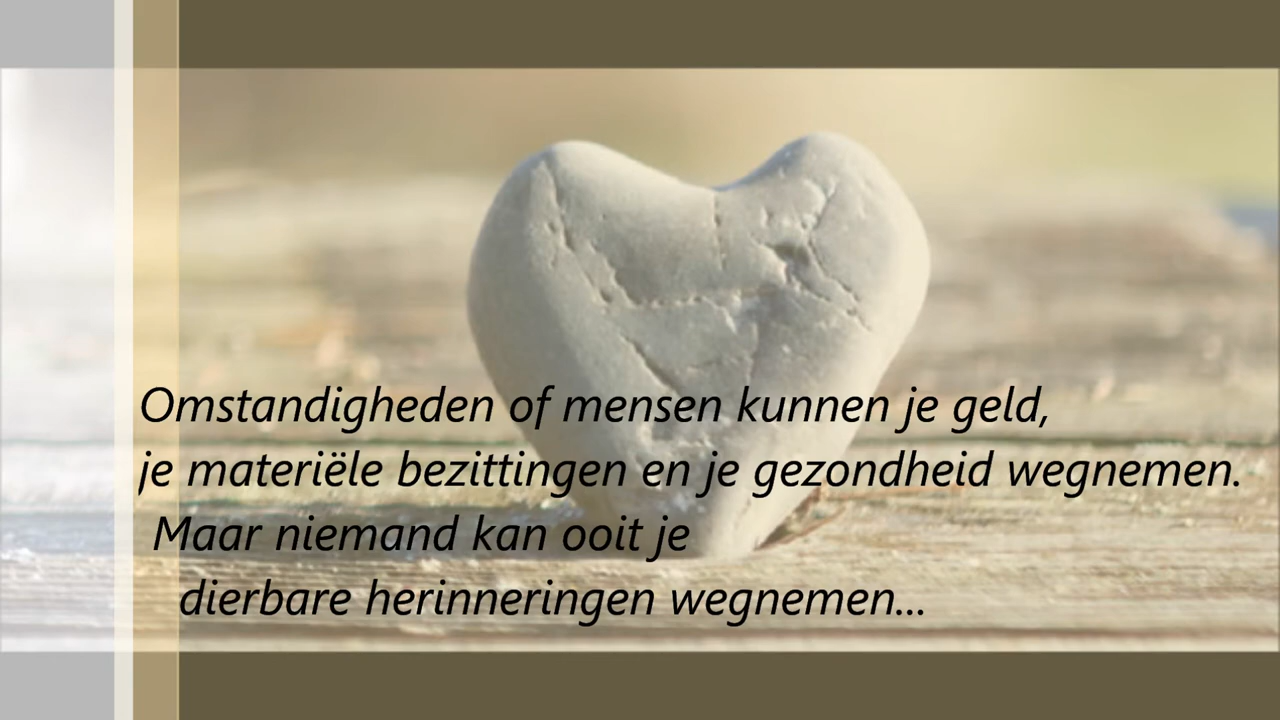 Omstandigheden of mensen kunnen je geld,
je materiële bezittingen en je gezondheid wegnemen.
Maar niemand kan ooit je
dierbare herinneringen wegnemen...